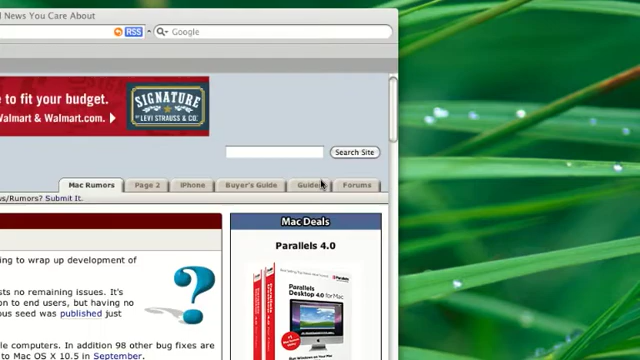 l News You Care About
RSS
Google
e to fit your budget.
Walmart & Walmart.com.
SIGNATURE
BY LEVI STRAUSS & CO.
Search Site
Mac Rumors
Page 2
iPhone
Buyer's Guide
Guides
Forums
ws/Rumors? Submit It.
Mac Deals
Parallels 4.0
ing to wrap up development of
sts no remaining issues. It's
on to end users, but having no
ous seed was published just
Parallels
Desktop 4.0 for Mac
le computers. In addition 98 other bug fixes are
to Mac OS X 10.5 in September.